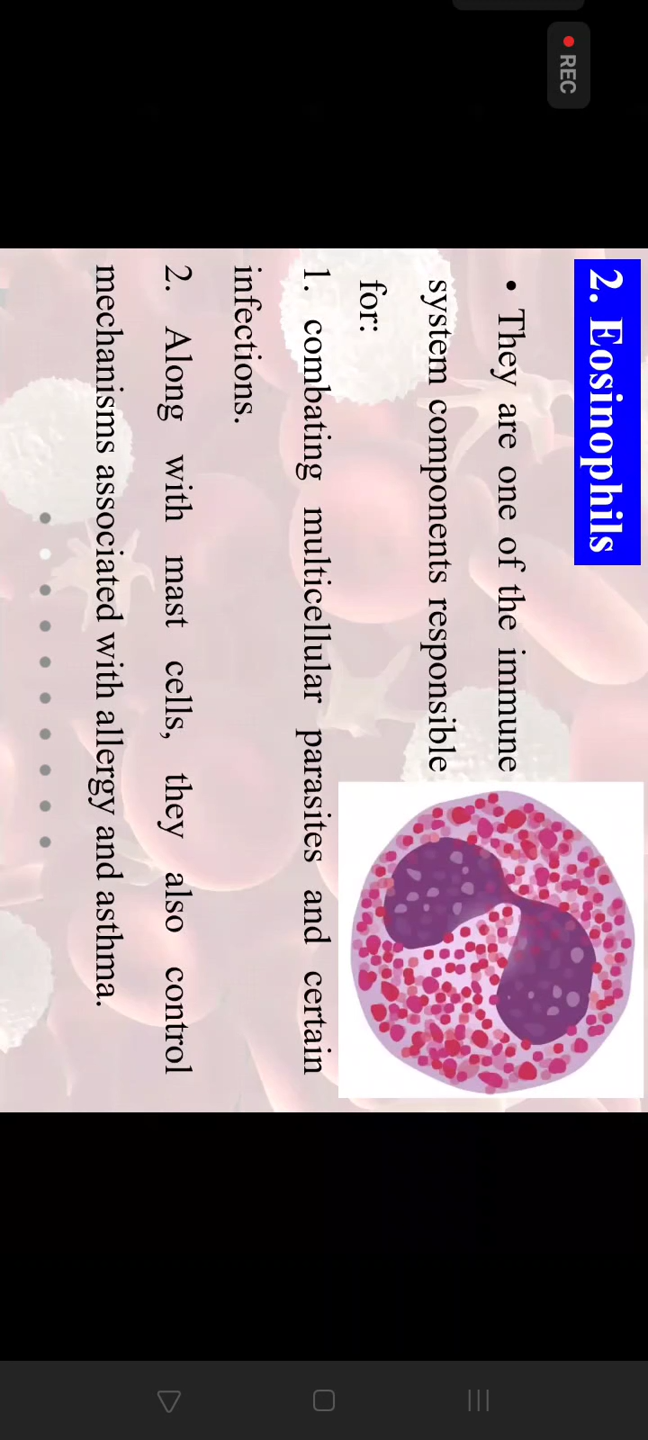 REC
2. Eosinophils
• They are one of the immune
system components responsible
for:
1. combating multicellular parasites and certain
infections.
2. Along with mast cells, they also control
mechanisms associated with allergy and asthma.